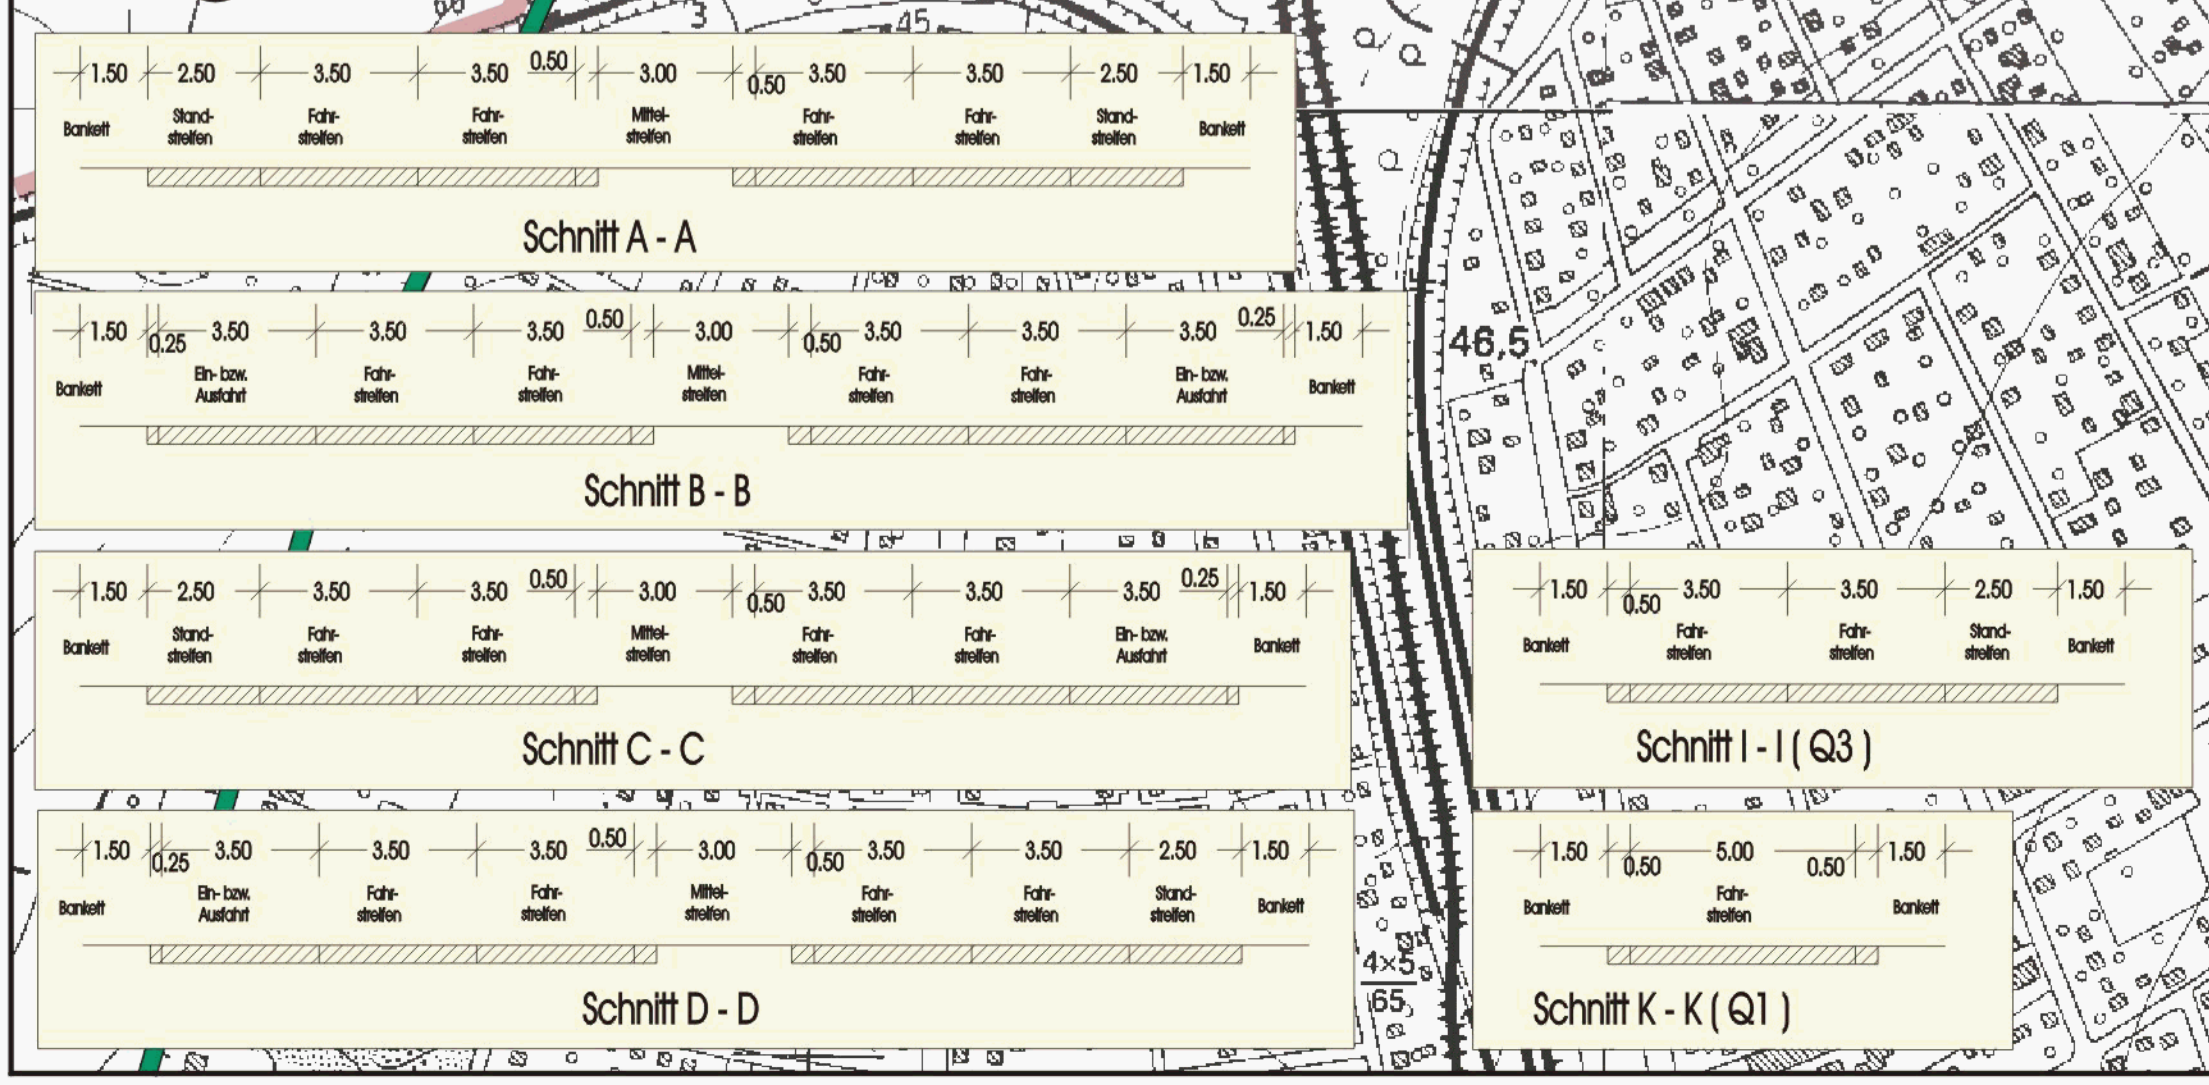 3
45
1.50 2.50 3.50 3.50 0.50 3.00 0.50 3.50 3.50 2.50 1.50
Bankett Stand- Fahr- Fahr- Mittel- Fahr- Fahr- Stand- Bankett
streifen streifen streifen streifen streifen streifen streifen
Schnitt A - A
1.50 0.25 3.50 3.50 3.50 0.50 3.00 0.50 3.50 3.50 3.50 0.25 1.50
Bankett Ein- bzw. Fahr- Fahr- Mittel- Fahr- Fahr- Ein- bzw. Bankett
Ausfahrt streifen streifen streifen streifen streifen Ausfahrt
Schnitt B - B
46,5
1.50 2.50 3.50 3.50 0.50 3.00 0.50 3.50 3.50 3.50 0.25 1.50
Bankett Stand- Fahr- Fahr- Mittel- Fahr- Fahr- Ein- bzw. Bankett
streifen streifen streifen streifen streifen streifen Ausfahrt
Schnitt C - C
1.50 0.50 3.50 3.50 2.50 1.50
Bankett Fahr- Fahr- Stand- Bankett
streifen streifen streifen
Schnitt I - I ( Q3 )
1.50 0.25 3.50 3.50 3.50 0.50 3.00 0.50 3.50 3.50 2.50 1.50
Bankett Ein- bzw. Fahr- Fahr- Mittel- Fahr- Fahr- Stand- Bankett
Ausfahrt streifen streifen streifen streifen streifen streifen
Schnitt D - D
4×5
65
1.50 0.50 5.00 0.50 1.50
Bankett Fahr- Bankett
streifen
Schnitt K - K ( Q1 )